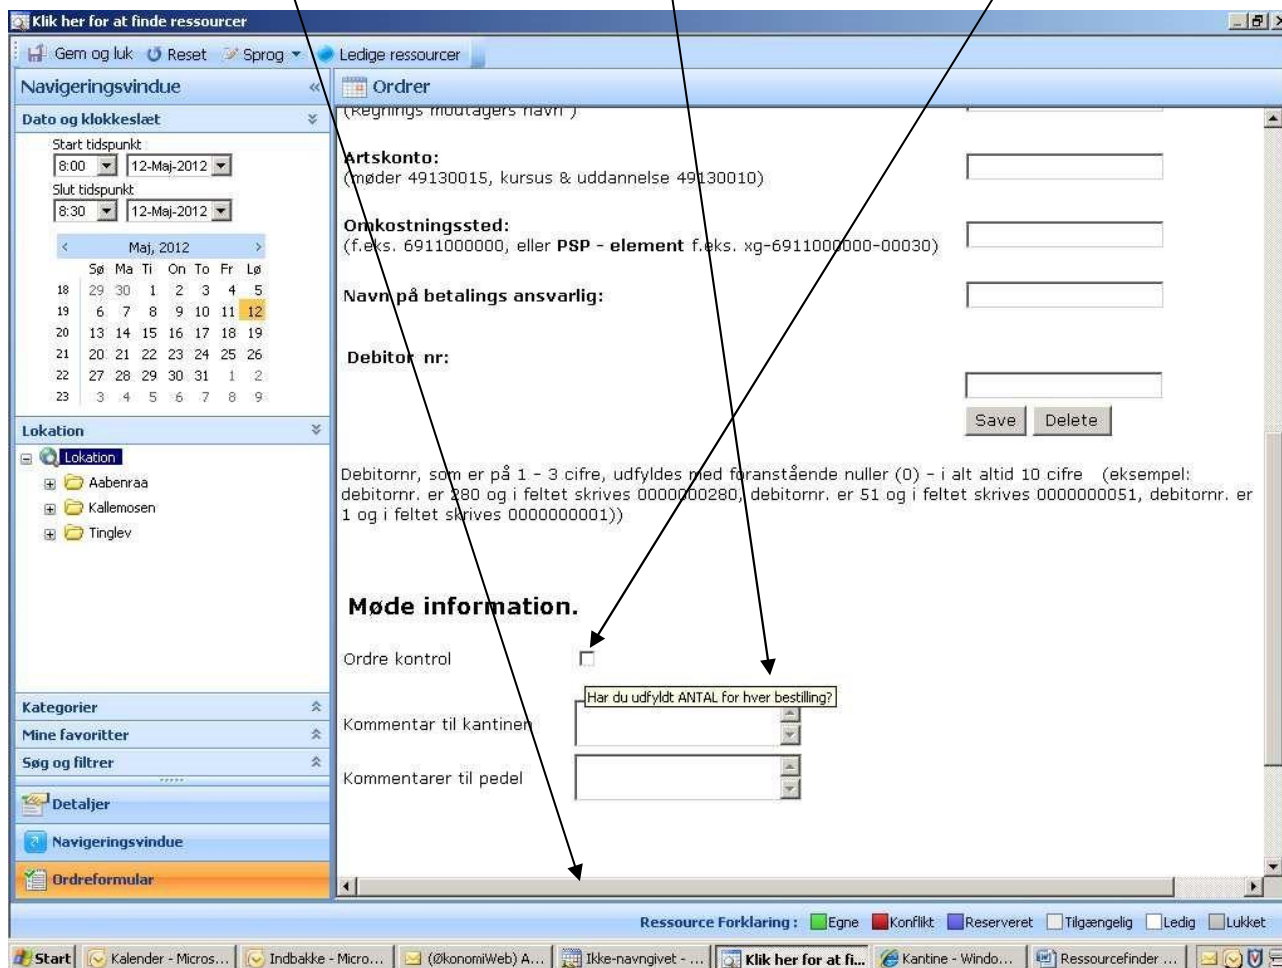 Klik her for at finde ressourcer
Gem og luk Reset Sprog Ledige ressourcer
Navigeringsvindue
Dato og klokkeslæt
Start tidspunkt
8:00 12-Maj-2012
Slut tidspunkt
8:30 12-Maj-2012
Maj, 2012
Sø Ma Ti On To Fr Lø
18 29 30 1 2 3 4 5
19 6 7 8 9 10 11 12
20 13 14 15 16 17 18 19
21 20 21 22 23 24 25 26
22 27 28 29 30 31 1 2
23 3 4 5 6 7 8 9
Lokation
Lokation
Aabenraa
Kallemosen
Tinglev
Kategorier
Mine favoritter
Søg og filtrer
Detaljer
Navigeringsvindue
Ordreformular
Ordrer
navn )
Artskonto:
(møder 49130015, kursus & uddannelse 49130010)
Omkostningssted:
(f.eks. 6911000000, eller PSP - element f.eks. xg-6911000000-00030)
Navn på betalings ansvarlig:
Debitor nr:
Save Delete
Debitornr, som er på 1 - 3 cifre, udfyldes med foranstående nuller (0) - i alt altid 10 cifre (eksempel:
debitornr. er 280 og i feltet skrives 0000000280, debitornr. er 51 og i feltet skrives 0000000051, debitornr. er
1 og i feltet skrives 0000000001))
Møde information.
Ordre kontrol
Har du udfyldt ANTAL for hver bestilling?
Kommentar til kantinen
Kommentarer til pedel
Ressource Forklaring : Egne Konflikt Reserveret Tilgængelig Ledig Lukket
Start Kalender - Micros... Indbakke - Micro... (ØkonomiWeb) A... Ikke-navngivet - ... Klik her for at fi... Kantine - Windo... Ressourcefinder ...